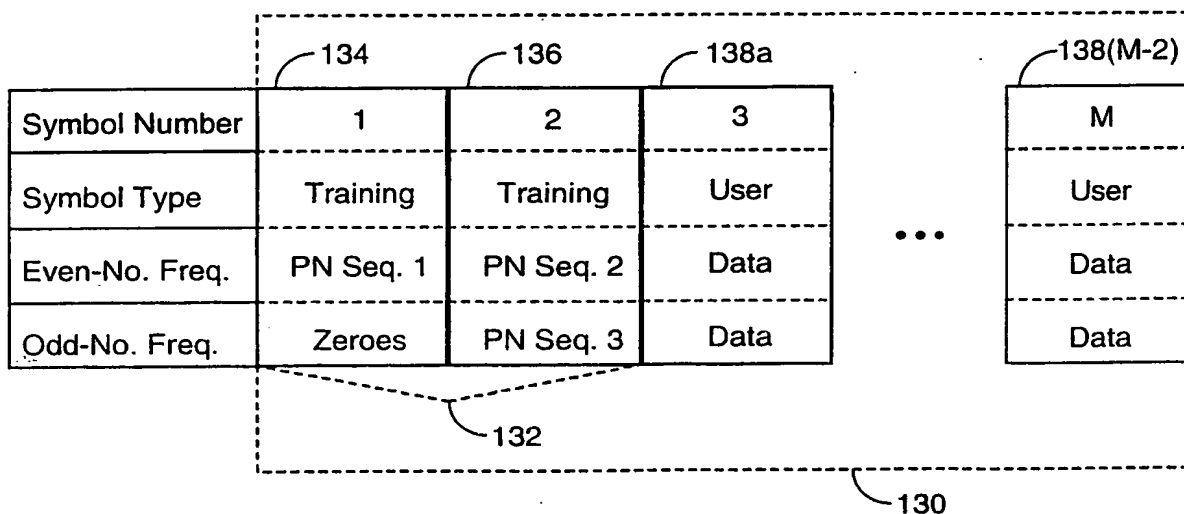 134 136 138a 138(M-2)
Symbol Number 1 2 3 M
Symbol Type Training Training User User
Even-No. Freq. PN Seq. 1 PN Seq. 2 Data ••• Data
Odd-No. Freq. Zeroes PN Seq. 3 Data Data
132
130